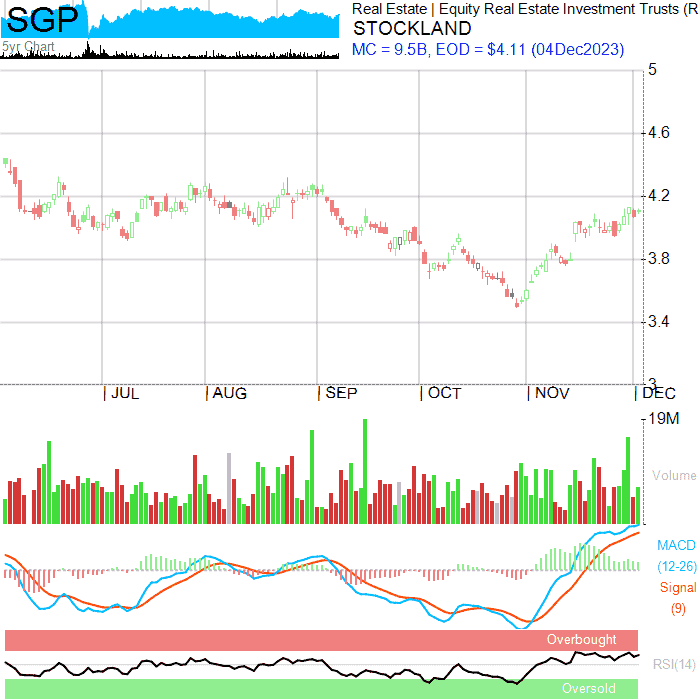 SGP
5yr Chart
Real Estate | Equity Real Estate Investment Trusts (R
STOCKLAND
MC = 9.5B, EOD = $4.11 (04Dec2023)
5
4.6
4.2
3.8
3.4
3
JUL AUG SEP OCT NOV DEC
19M
Volume
MACD
(12-26)
Signal
(9)
Overbought
RSI(14)
Oversold